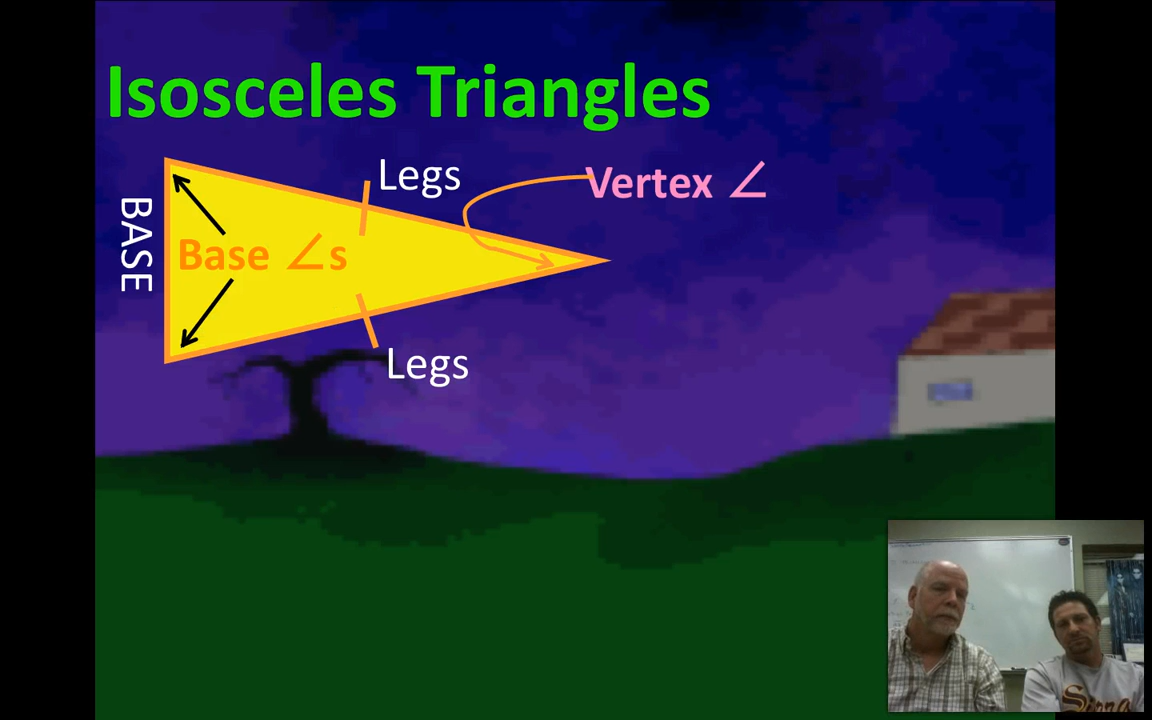 Isosceles Triangles
Legs
Vertex ∠
BASE
Base ∠s
Legs